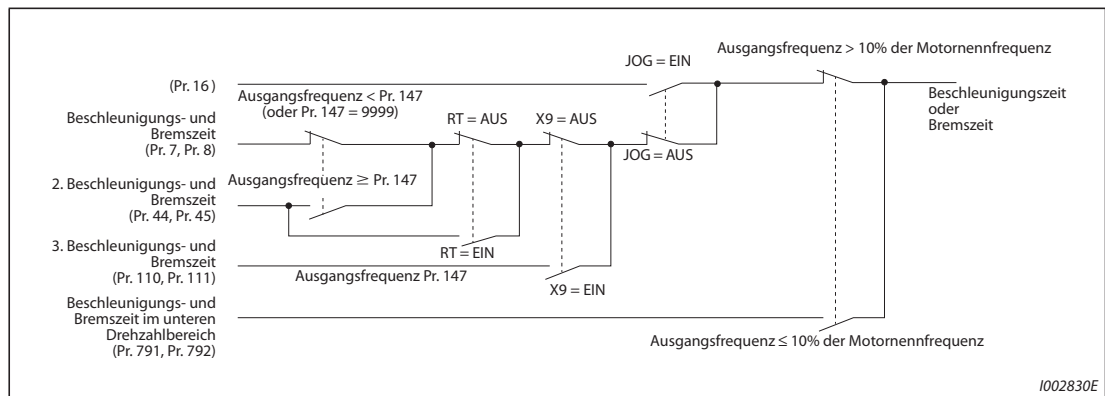 Ausgangsfrequenz > 10% der Motornennfrequenz
JOG = EIN
(Pr. 16 )
Ausgangsfrequenz < Pr. 147
(oder Pr. 147 = 9999)
Beschleunigungszeit
oder
Bremszeit
Beschleunigungs- und
Bremszeit
(Pr. 7, Pr. 8)
RT = AUS
X9 = AUS
JOG = AUS
Ausgangsfrequenz ≥ Pr. 147
2. Beschleunigungs- und
Bremszeit
(Pr. 44, Pr. 45)
RT = EIN
3. Beschleunigungs- und
Bremszeit
(Pr. 110, Pr. 111)
Ausgangsfrequenz Pr. 147
X9 = EIN
Beschleunigungs- und
Bremszeit im unteren
Drehzahlbereich
(Pr. 791, Pr. 792)
Ausgangsfrequenz ≤ 10% der Motornennfrequenz
I002830E